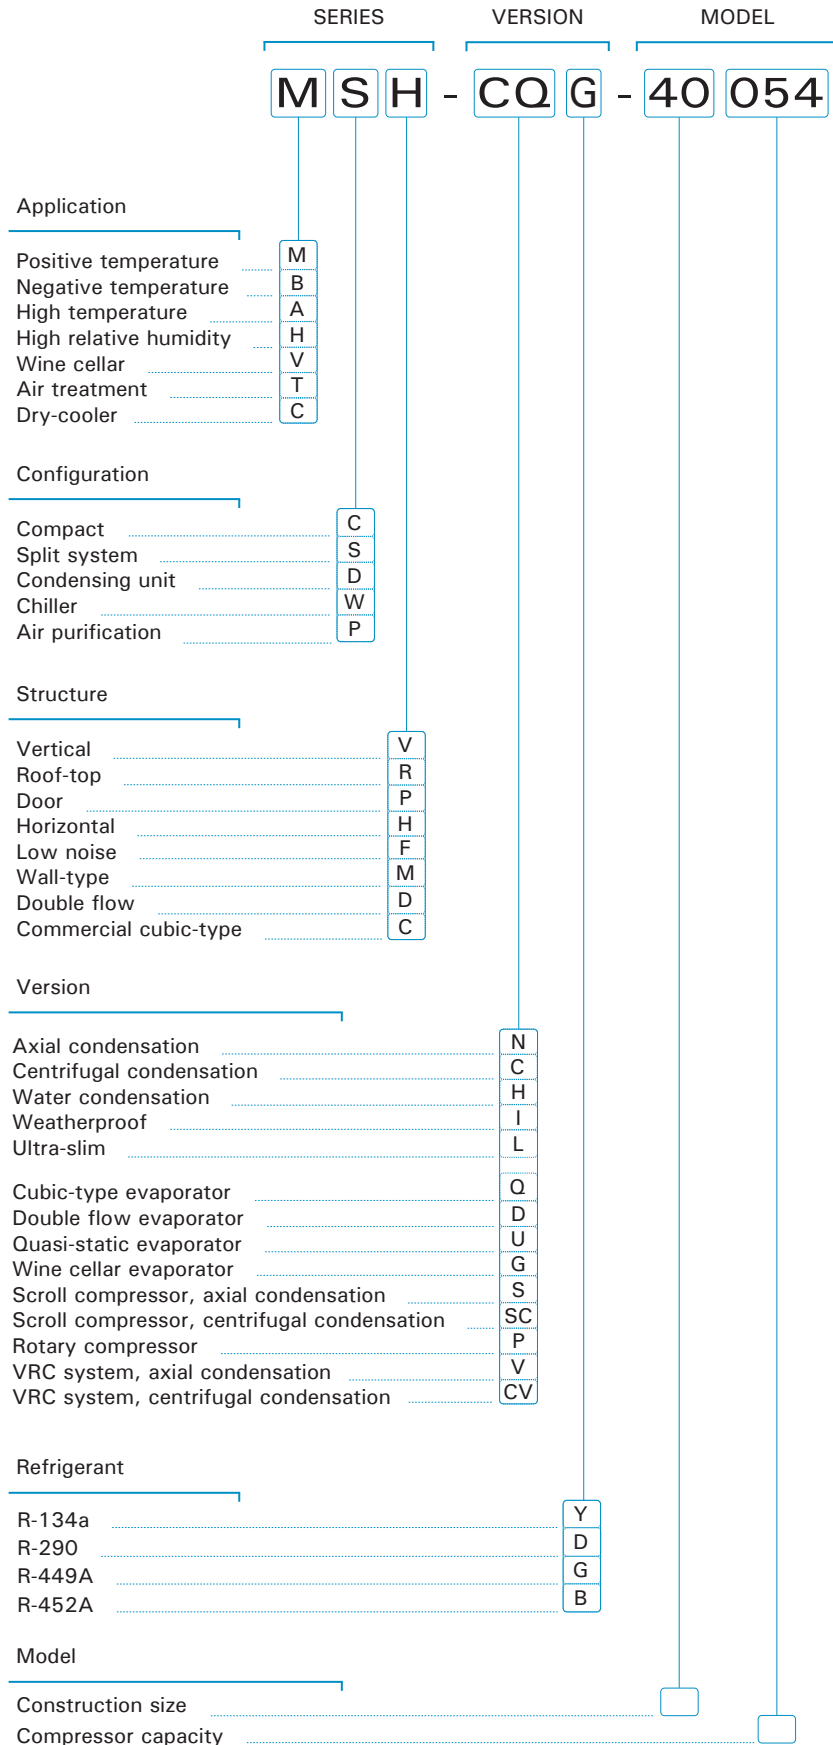 SERIES VERSION MODEL
M S H - CQ G - 40 054
Application
Positive temperature M
Negative temperature B
High temperature A
High relative humidity H
Wine cellar V
Air treatment T
Dry-cooler C
Configuration
Compact C
Split system S
Condensing unit D
Chiller W
Air purification P
Structure
Vertical V
Roof-top R
Door P
Horizontal H
Low noise F
Wall-type M
Double flow D
Commercial cubic-type C
Version
Axial condensation N
Centrifugal condensation C
Water condensation H
Weatherproof I
Ultra-slim L
Cubic-type evaporator Q
Double flow evaporator D
Quasi-static evaporator U
Wine cellar evaporator G
Scroll compressor, axial condensation S
Scroll compressor, centrifugal condensation SC
Rotary compressor P
VRC system, axial condensation V
VRC system, centrifugal condensation CV
Refrigerant
R-134a Y
R-290 D
R-449A G
R-452A B
Model
Construction size
Compressor capacity